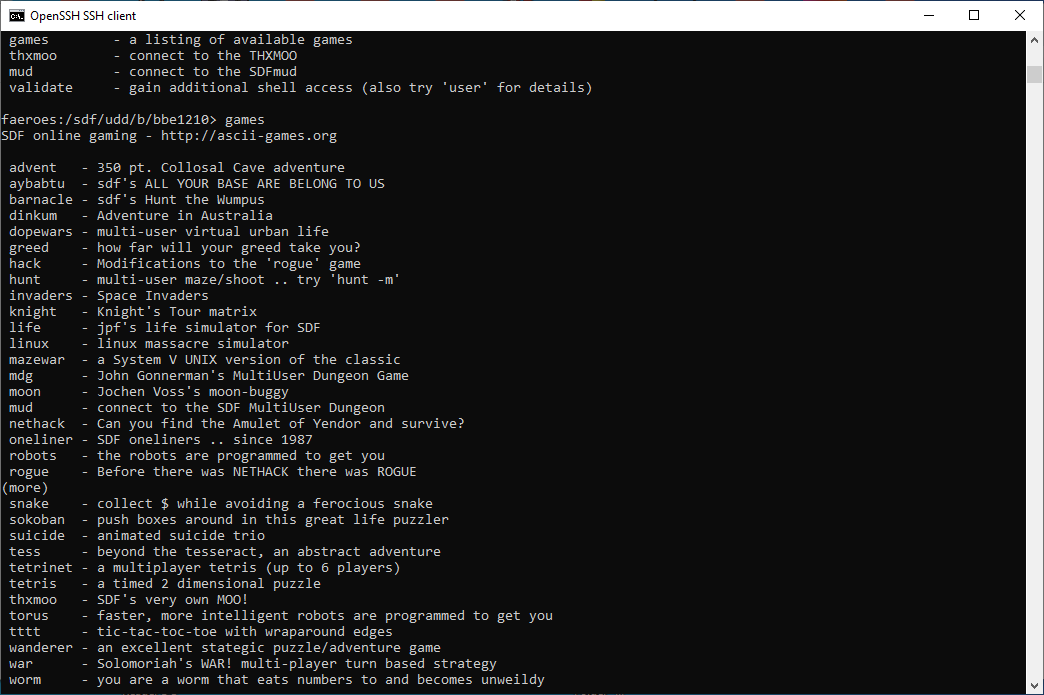 OpenSSH SSH client
games - a listing of available games
thxmoo - connect to the THXMOO
mud - connect to the SDFmud
validate - gain additional shell access (also try 'user' for details)
faeroes:/sdf/udd/b/bbe1210> games
SDF online gaming - http://ascii-games.org
advent - 350 pt. Collosal Cave adventure
aybabtu - sdf's ALL YOUR BASE ARE BELONG TO US
barnacle - sdf's Hunt the Wumpus
dinkum - Adventure in Australia
dopewars - multi-user virtual urban life
greed - how far will your greed take you?
hack - Modifications to the 'rogue' game
hunt - multi-user maze/shoot .. try 'hunt -m'
invaders - Space Invaders
knight - Knight's Tour matrix
life - jpf's life simulator for SDF
linux - linux massacre simulator
mazewar - a System V UNIX version of the classic
mdg - John Gonnerman's MultiUser Dungeon Game
moon - Jochen Voss's moon-buggy
mud - connect to the SDF MultiUser Dungeon
nethack - Can you find the Amulet of Yendor and survive?
oneliner - SDF oneliners .. since 1987
robots - the robots are programmed to get you
rogue - Before there was NETHACK there was ROGUE
(more)
snake - collect $ while avoiding a ferocious snake
sokoban - push boxes around in this great life puzzler
suicide - animated suicide trio
tess - beyond the tesseract, an abstract adventure
tetrinet - a multiplayer tetris (up to 6 players)
tetris - a timed 2 dimensional puzzle
thxmoo - SDF's very own MOO!
torus - faster, more intelligent robots are programmed to get you
tttt - tic-tac-toc-toe with wraparound edges
wanderer - an excellent stategic puzzle/adventure game
war - Solomoriah's WAR! multi-player turn based strategy
worm - you are a worm that eats numbers to and becomes unweildy